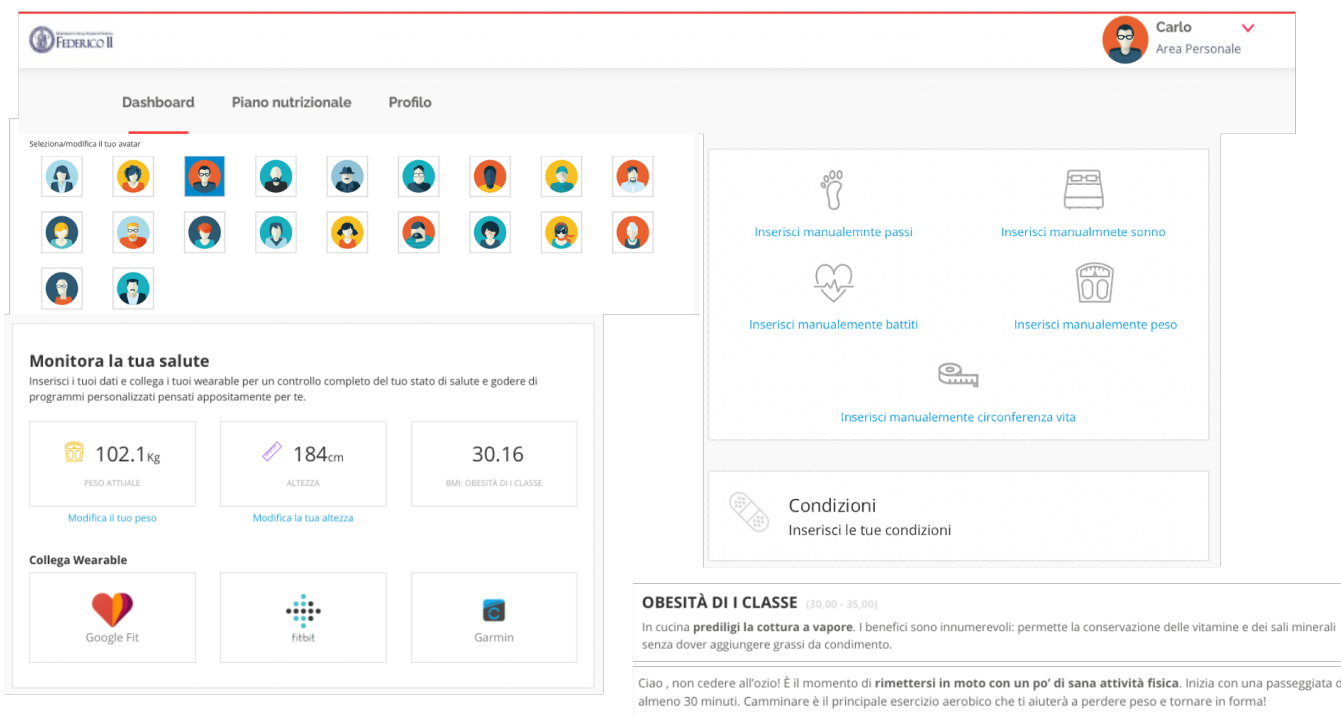 FEDERICO II
Carlo
Area Personale
Dashboard
Piano nutrizionale
Profilo
Seleziona/modifica il tuo avatar
Monitora la tua salute
Inserisci i tuoi dati e collega i tuoi wearable per un controllo completo del tuo stato di salute e godere di
programmi personalizzati pensati appositamente per te.
102.1Kg
PESO ATTUALE
Modifica il tuo peso
184cm
ALTEZZA
Modifica la tua altezza
30.16
BMI: OBESITÀ DI I CLASSE
Collega Wearable
Google Fit
fitbit
Garmin
Inserisci manualemnte passi
Inserisci manualmnete sonno
Inserisci manualemente battiti
Inserisci manualemente peso
Inserisci manualemente circonferenza vita
Condizioni
Inserisci le tue condizioni
OBESITÀ DI I CLASSE (30,00 - 35,00)
In cucina prediligi la cottura a vapore. I benefici sono innumerevoli: permette la conservazione delle vitamine e dei sali minerali
senza dover aggiungere grassi da condimento.
Ciao , non cedere all'ozio! È il momento di rimettersi in moto con un po' di sana attività fisica. Inizia con una passeggiata d
almeno 30 minuti. Camminare è il principale esercizio aerobico che ti aiuterà a perdere peso e tornare in forma!